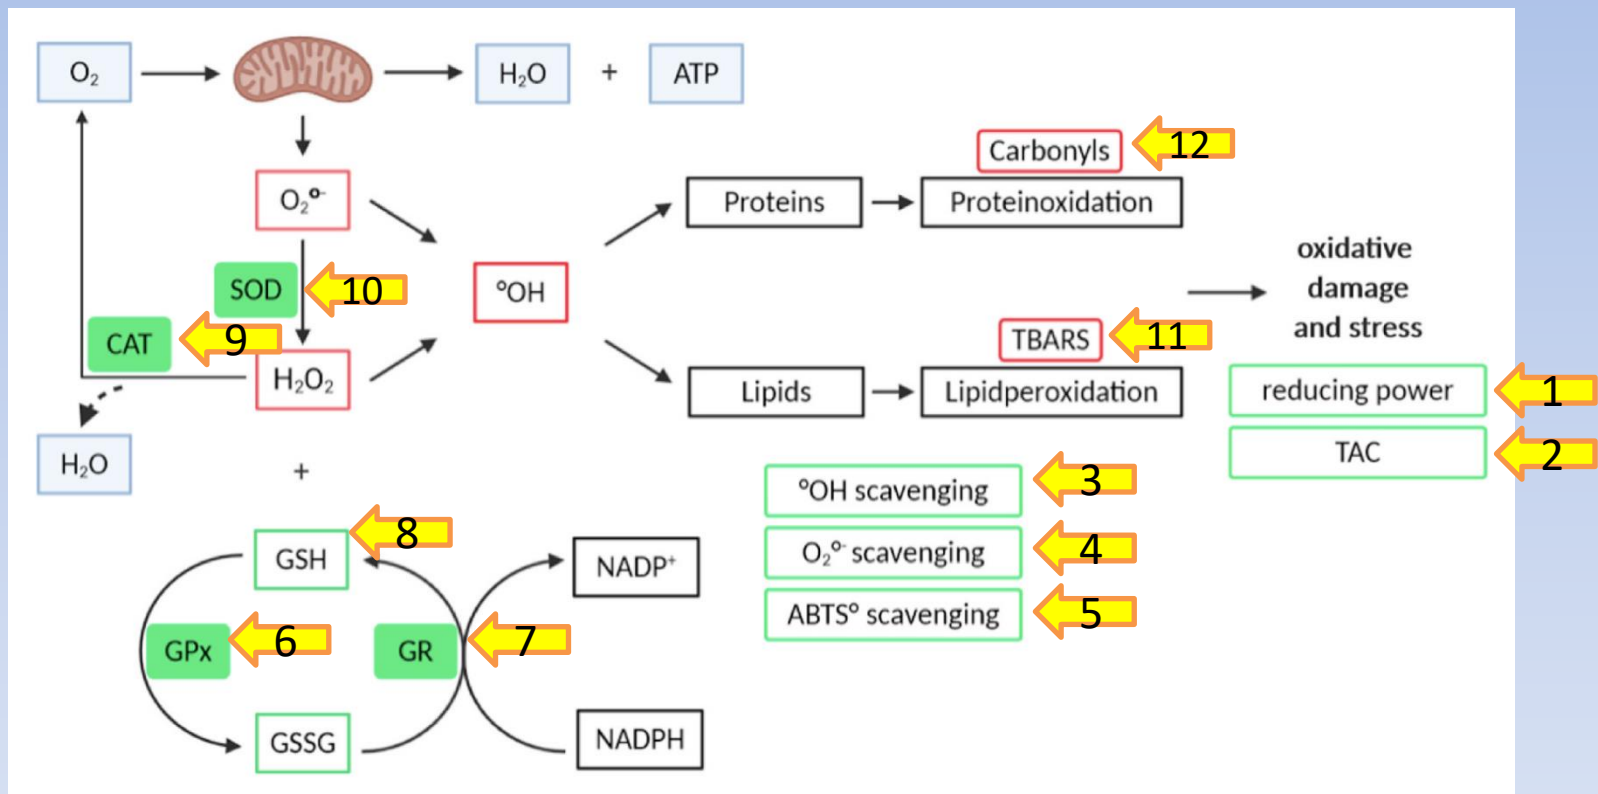 O₂
H₂O
+
ATP
O₂°⁻
SOD
10
CAT
9
H₂O₂
H₂O
°OH
Proteins
Carbonyls
12
Proteinoxidation
TBARS
11
Lipids
Lipidperoxidation
oxidative
damage
and stress
reducing power
1
TAC
2
+
GSH
8
GPx
6
GR
7
GSSG
NADP⁺
NADPH
°OH scavenging
3
O₂°⁻ scavenging
4
ABTS° scavenging
5